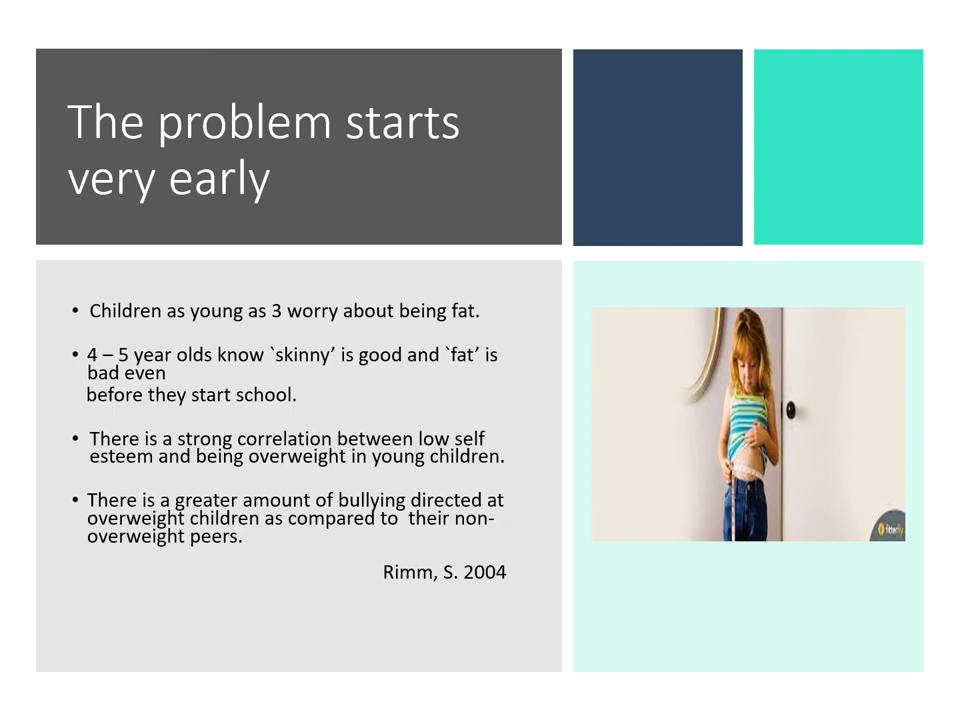 The problem starts
very early
• Children as young as 3 worry about being fat.
• 4 – 5 year olds know `skinny’ is good and `fat’ is
bad even
before they start school.
• There is a strong correlation between low self
esteem and being overweight in young children.
• There is a greater amount of bullying directed at
overweight children as compared to  their non-
overweight peers.
Rimm, S. 2004
fitterfly